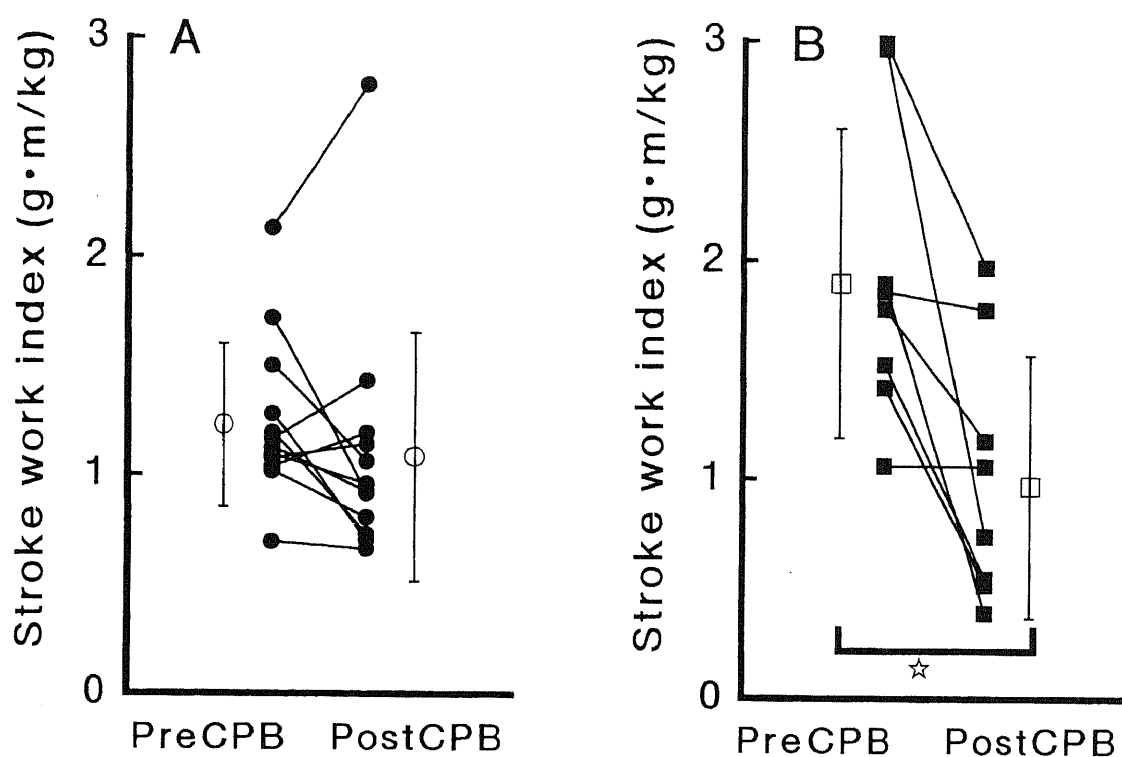 A
Stroke work index (g·m/kg)
3
2
1
0
PreCPB PostCPB
B
Stroke work index (g·m/kg)
3
2
1
0
☆
PreCPB PostCPB